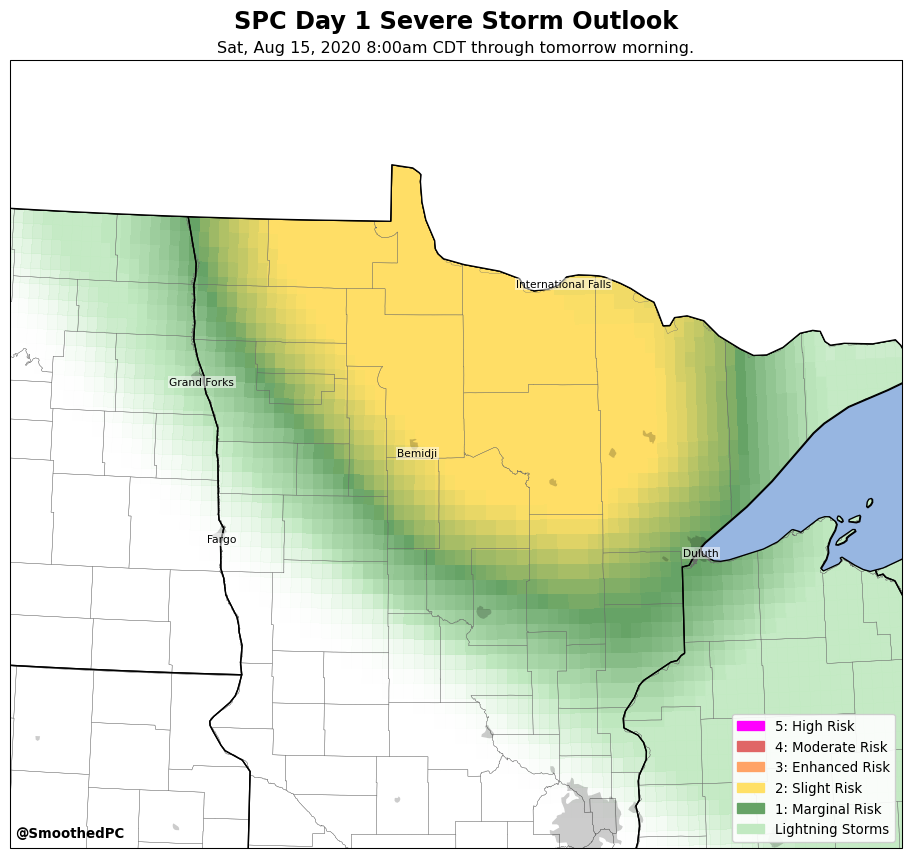 SPC Day 1 Severe Storm Outlook
Sat, Aug 15, 2020 8:00am CDT through tomorrow morning.
International Falls
Grand Forks
Bemidji
Fargo
Duluth
5: High Risk
4: Moderate Risk
3: Enhanced Risk
2: Slight Risk
1: Marginal Risk
Lightning Storms
@SmoothedPC